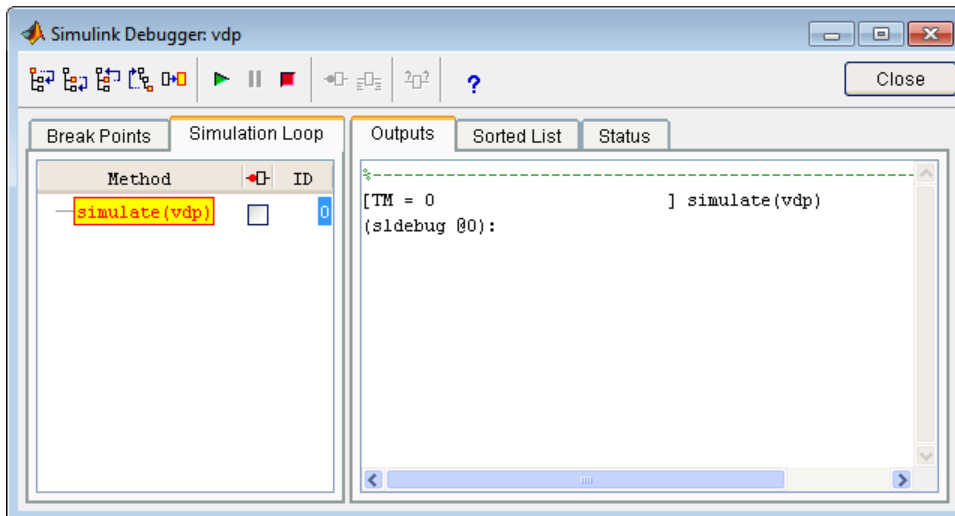 Simulink Debugger: vdp
?
Close
Break Points
Simulation Loop
Method ID
simulate(vdp) 0
Outputs
Sorted List
Status
%----------------------------------------------------------
[TM = 0                      ] simulate(vdp)
(sldebug @0):